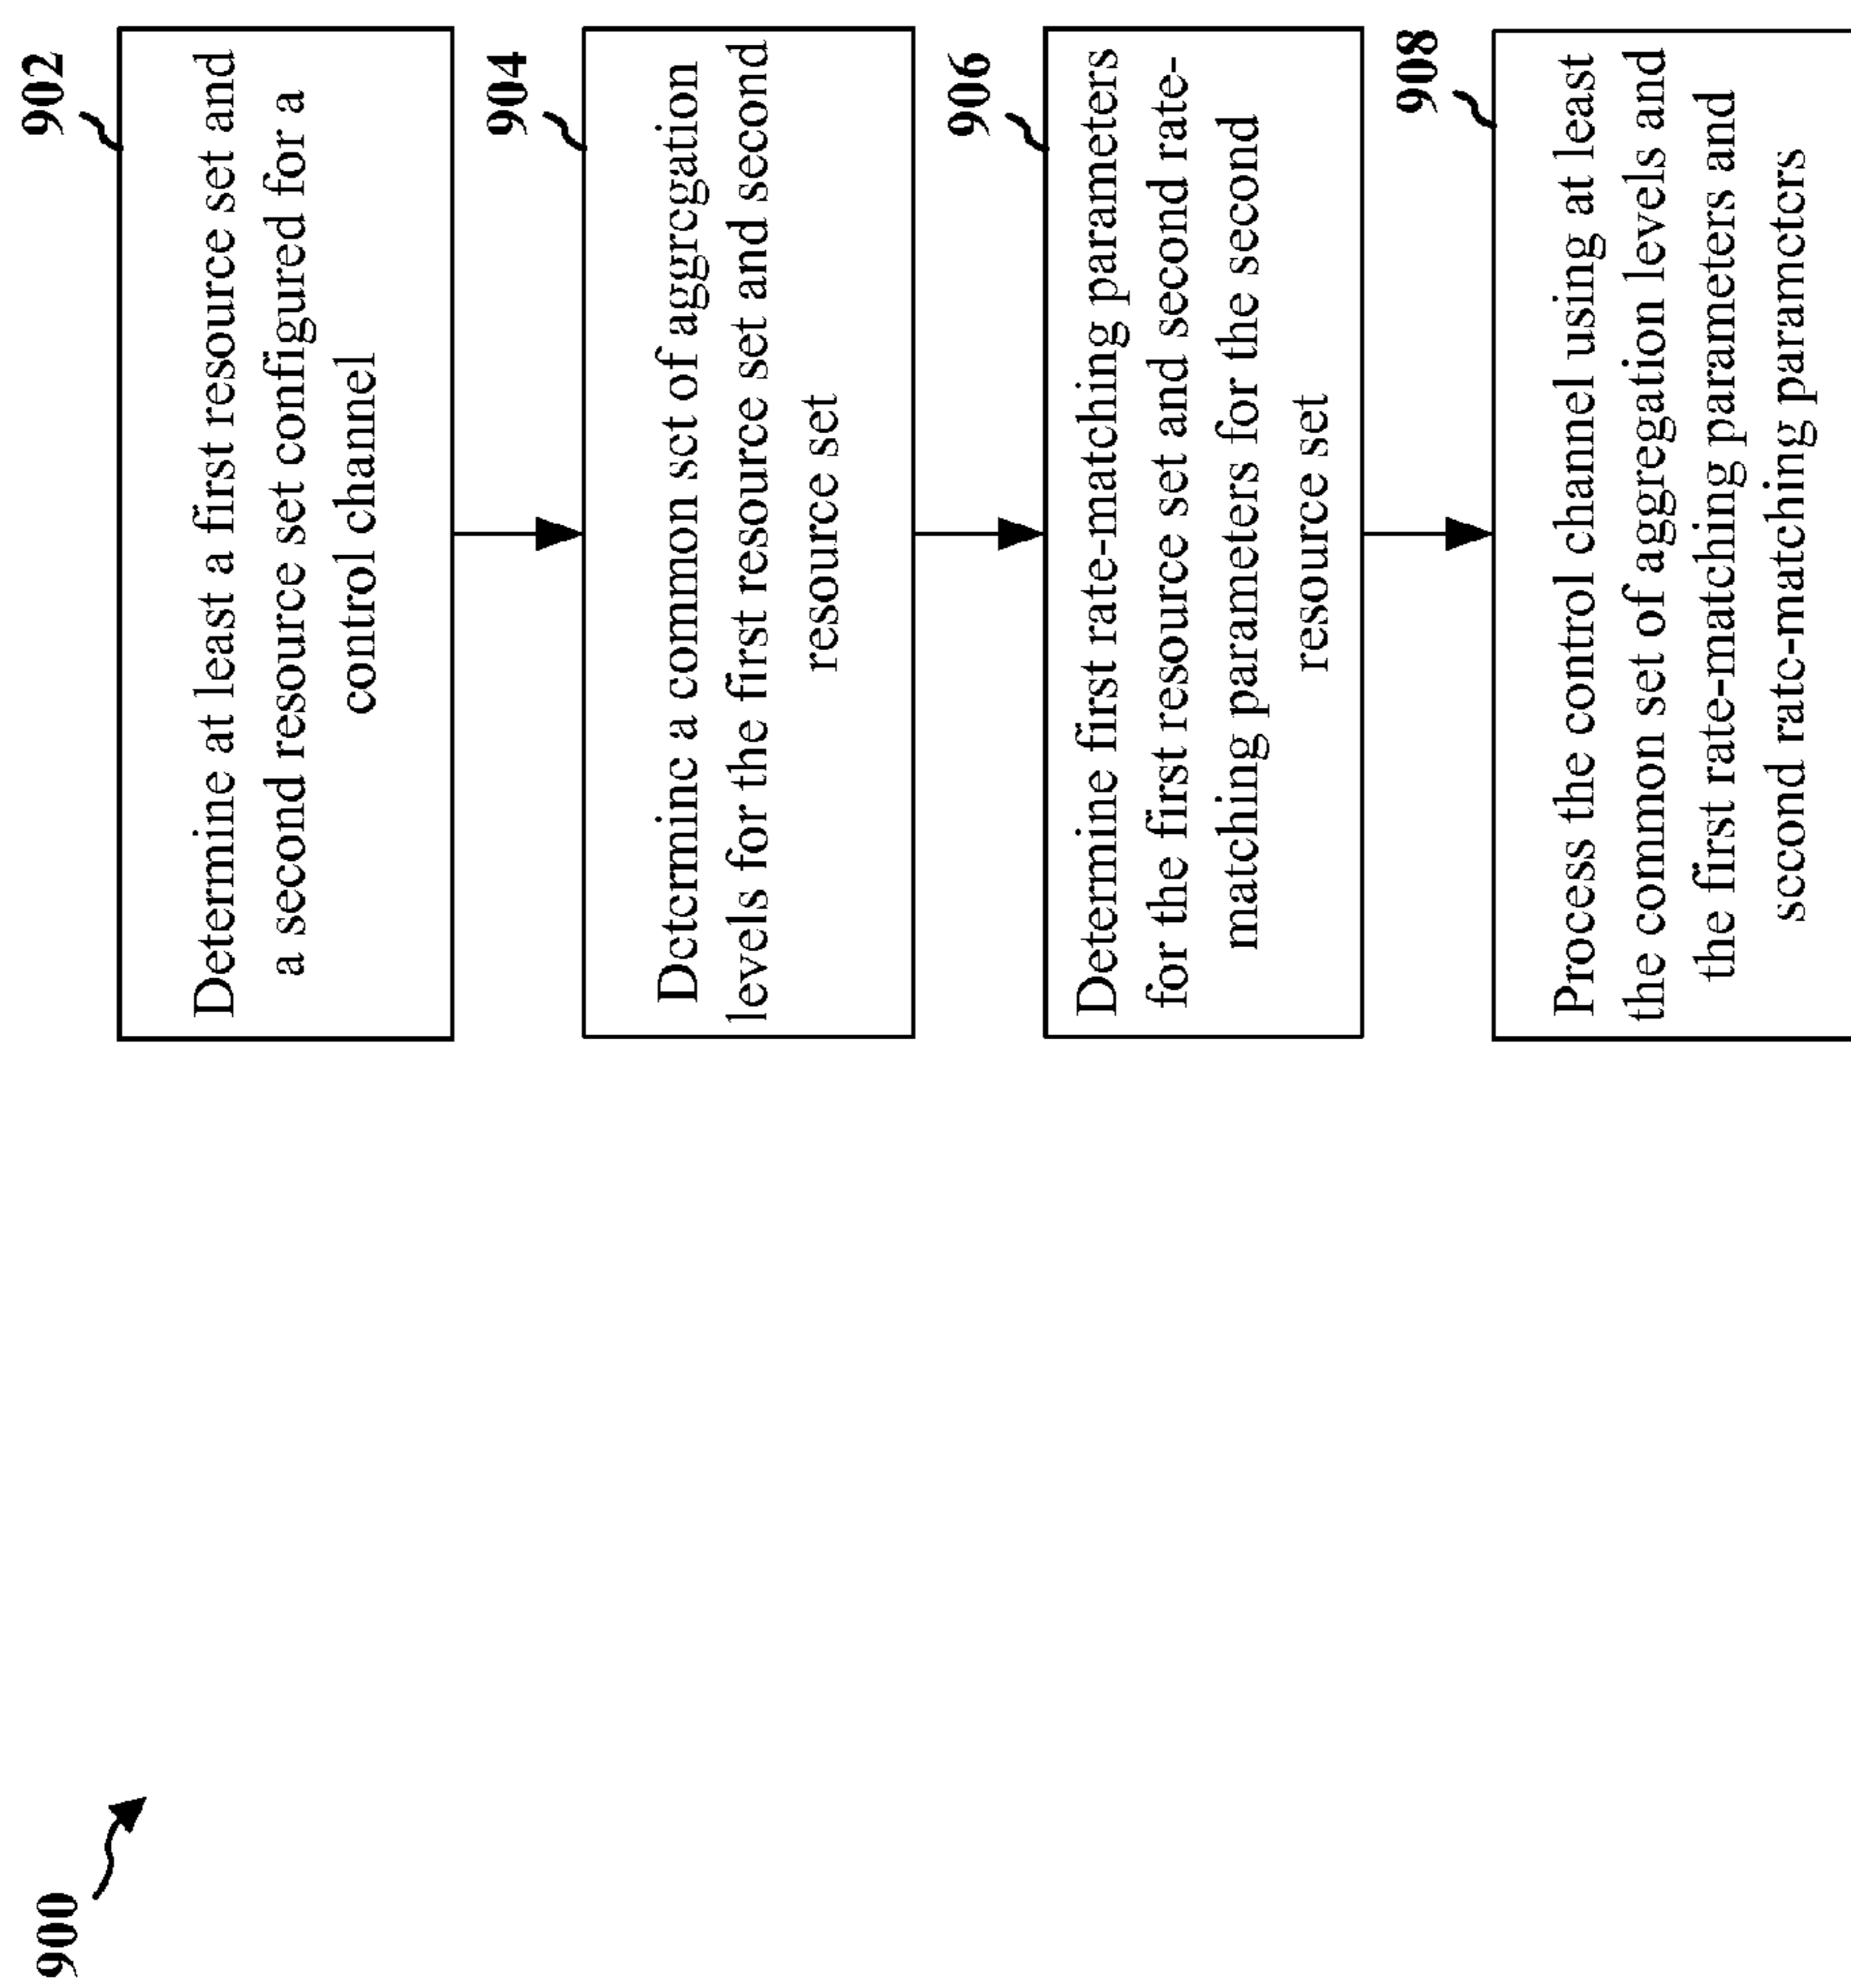 900
902
Determine at least a first resource set and
a second resource set configured for a
control channel
904
Determine a common set of aggregation
levels for the first resource set and second
resource set
906
Determine first rate-matching parameters
for the first resource set and second rate-
matching parameters for the second
resource set
908
Process the control channel using at least
the common set of aggregation levels and
the first rate-matching parameters and
second rate-matching parameters